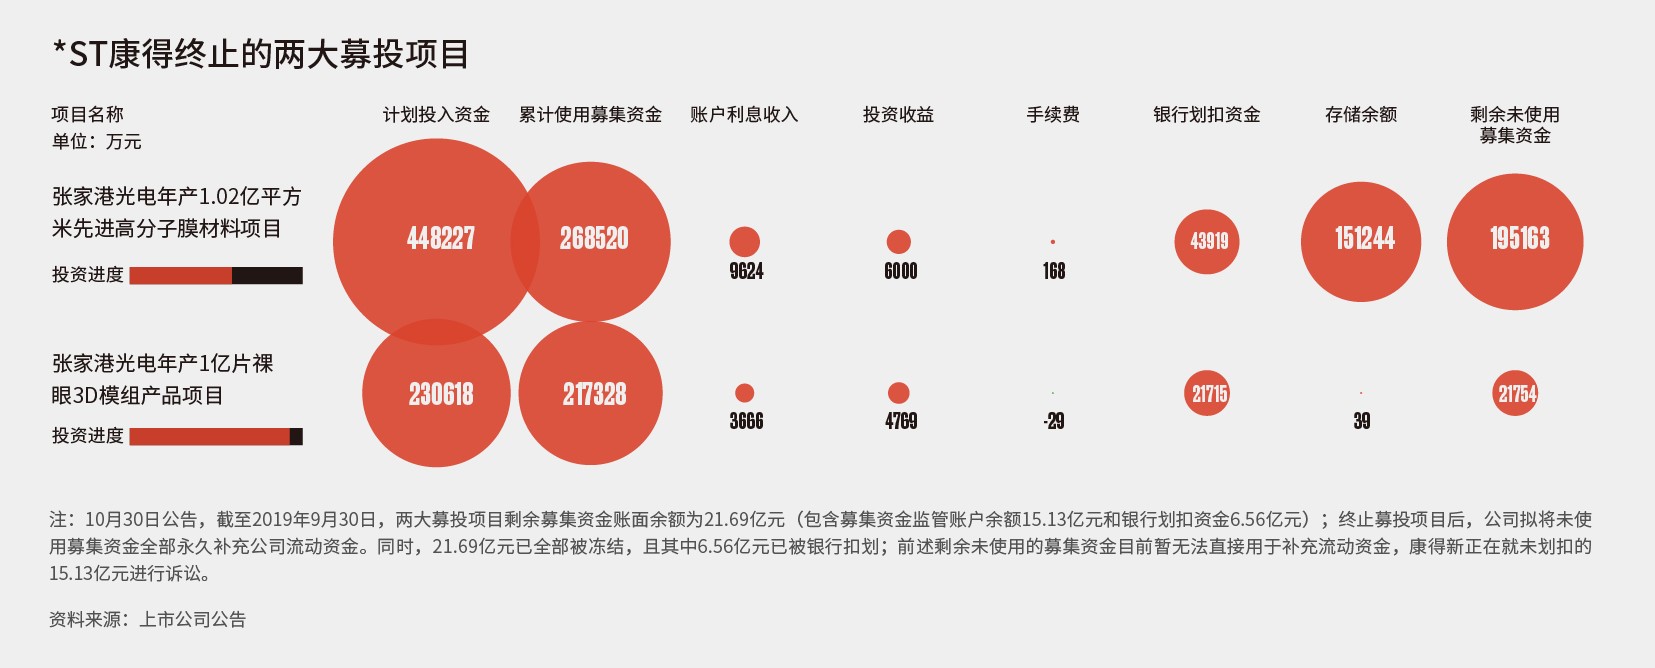 *ST康得终止的两大募投项目
项目名称
单位：万元
计划投入资金
累计使用募集资金
账户利息收入
投资收益
手续费
银行划扣资金
存储余额
剩余未使用
募集资金
张家港光电年产1.02亿平方
米先进高分子膜材料项目
投资进度
448227
268520
9624
6000
168
43919
151244
195163
张家港光电年产1亿片裸
眼3D模组产品项目
投资进度
230618
217328
3666
4769
-29
21715
39
21754
注：10月30日公告，截至2019年9月30日，两大募投项目剩余募集资金账面余额为21.69亿元（包含募集资金监管账户余额15.13亿元和银行划扣资金6.56亿元）；终止募投项目后，公司拟将未使
用募集资金全部永久补充公司流动资金。同时，21.69亿元已全部被冻结，且其中6.56亿元已被银行扣划；前述剩余未使用的募集资金目前暂无法直接用于补充流动资金，康得新正在就未划扣的
15.13亿元进行诉讼。
资料来源：上市公司公告